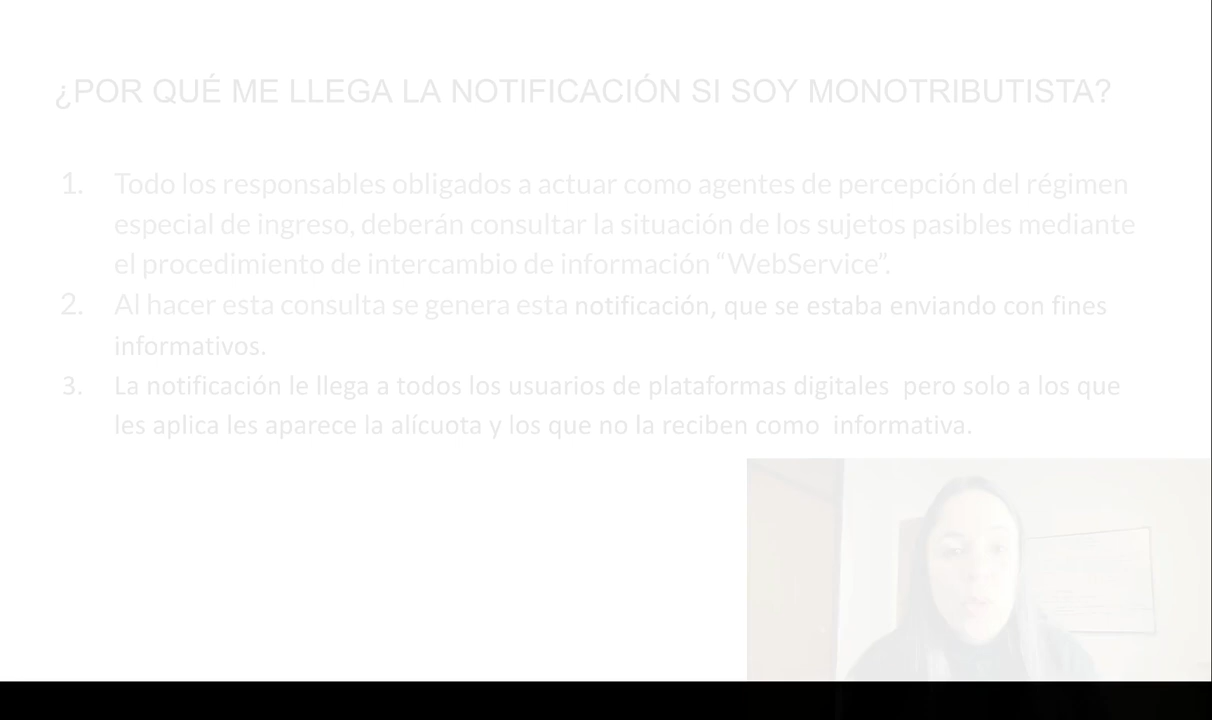 ¿POR QUÉ ME LLEGA LA NOTIFICACIÓN SI SOY MONOTRIBUTISTA?
1. Todo los responsables obligados a actuar como agentes de percepción del régimen
especial de ingreso, deberán consultar la situación de los sujetos pasibles mediante
el procedimiento de intercambio de información “WebService”.
2. Al hacer esta consulta se genera esta notificación, que se estaba enviando con fines
informativos.
3. La notificación le llega a todos los usuarios de plataformas digitales pero solo a los que
les aplica les aparece la alícuota y los que no la reciben como informativa.